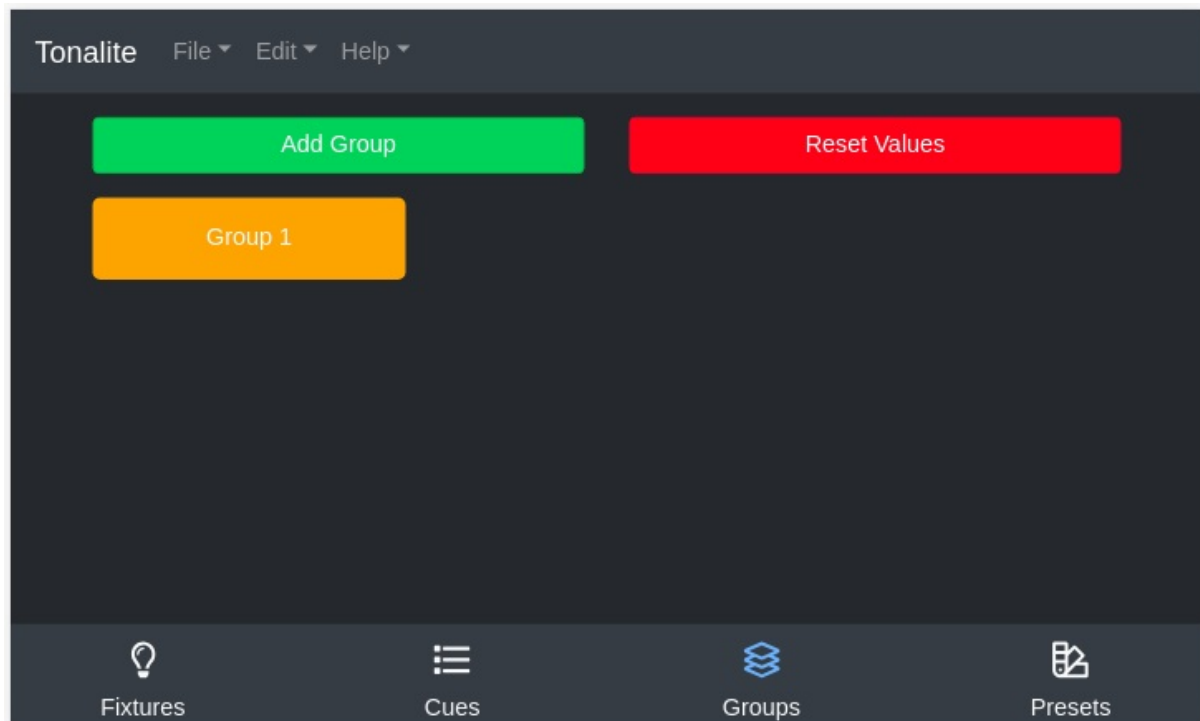 Tonalite File Edit Help
Add Group Reset Values
Group 1
Fixtures Cues Groups Presets